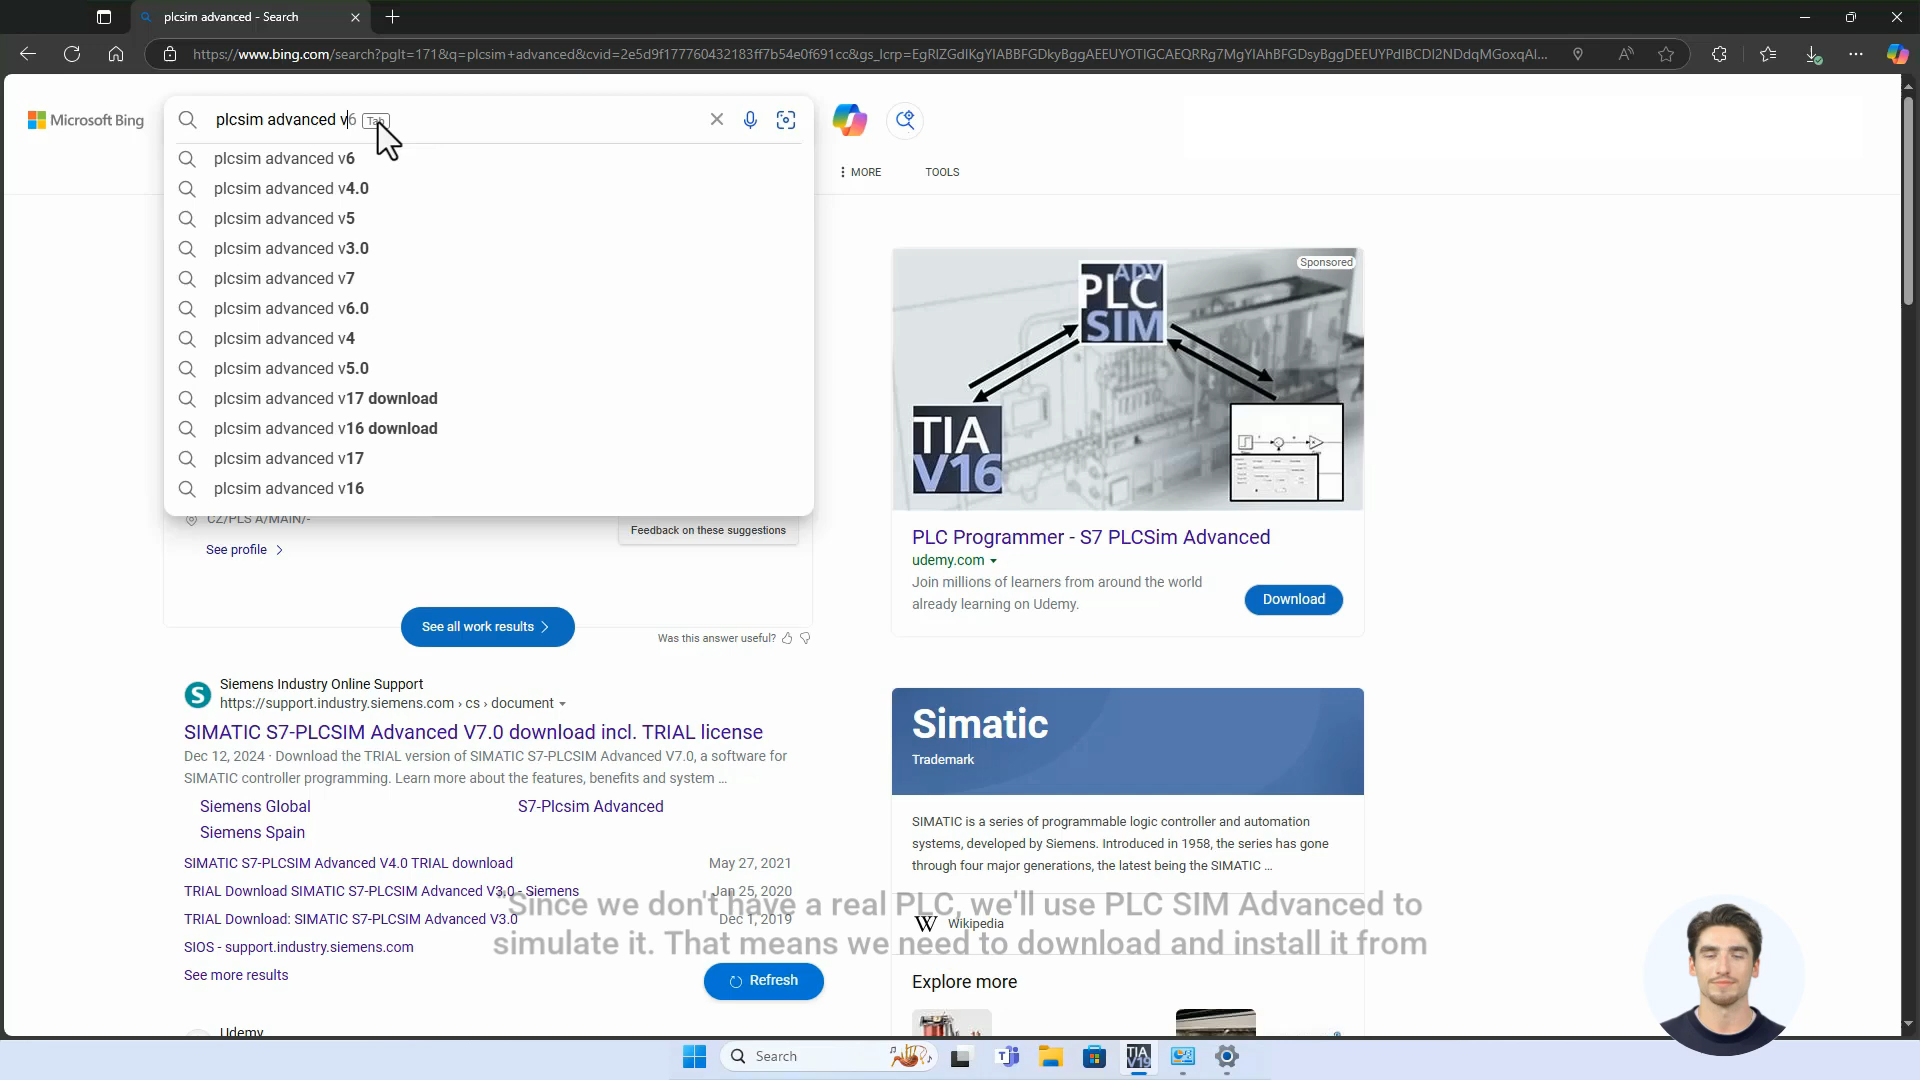 plcsim advanced - Search
https://www.bing.com/search?pglt=171&q=plcsim+advanced&cvid=2e5d9f177760432183ff7b54e0f691cc&gs_lcrp=EgRlZGdlKgYIABBFGDkyBggAEEUYOTIGCAEQRRg7MgYIAhBFGDsyBggDEEUYPdIBCDI2NDdqMGoxqAl...
Microsoft Bing
plcsim advanced v6 Tab
plcsim advanced v6
plcsim advanced v4.0
plcsim advanced v5
plcsim advanced v3.0
plcsim advanced v7
plcsim advanced v6.0
plcsim advanced v4
plcsim advanced v5.0
plcsim advanced v17 download
plcsim advanced v16 download
plcsim advanced v17
plcsim advanced v16
MORE
TOOLS
CZ/PLS A/MAIN/-
Feedback on these suggestions
See profile
See all work results
Was this answer useful?
Siemens Industry Online Support
https://support.industry.siemens.com › cs › document
SIMATIC S7-PLCSIM Advanced V7.0 download incl. TRIAL license
Dec 12, 2024 · Download the TRIAL version of SIMATIC S7-PLCSIM Advanced V7.0, a software for
SIMATIC controller programming. Learn more about the features, benefits and system ...
Siemens Global
S7-Plcsim Advanced
Siemens Spain
SIMATIC S7-PLCSIM Advanced V4.0 TRIAL download
May 27, 2021
TRIAL Download SIMATIC S7-PLCSIM Advanced V3.0 - Siemens
Jan 25, 2020
TRIAL Download: SIMATIC S7-PLCSIM Advanced V3.0
Dec 1, 2019
SIOS - support.industry.siemens.com
See more results
Refresh
Udemy
Sponsored
ADV
PLC
SIM
TIA
V16
PLC Programmer - S7 PLCSim Advanced
udemy.com
Join millions of learners from around the world
already learning on Udemy.
Download
Simatic
Trademark
SIMATIC is a series of programmable logic controller and automation
systems, developed by Siemens. Introduced in 1958, the series has gone
through four major generations, the latest being the SIMATIC ...
W Wikipedia
Explore more
"Since we don't have a real PLC, we'll use PLC SIM Advanced to
simulate it. That means we need to download and install it from
Search
TIA
V19